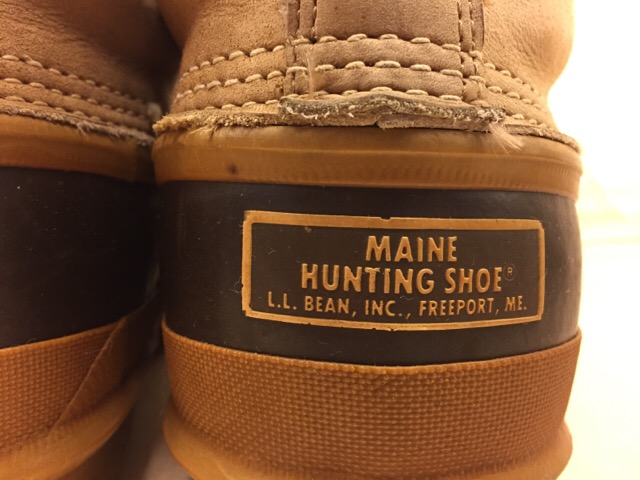 MAINE
HUNTING SHOE®
L.L. BEAN, INC., FREEPORT, ME.